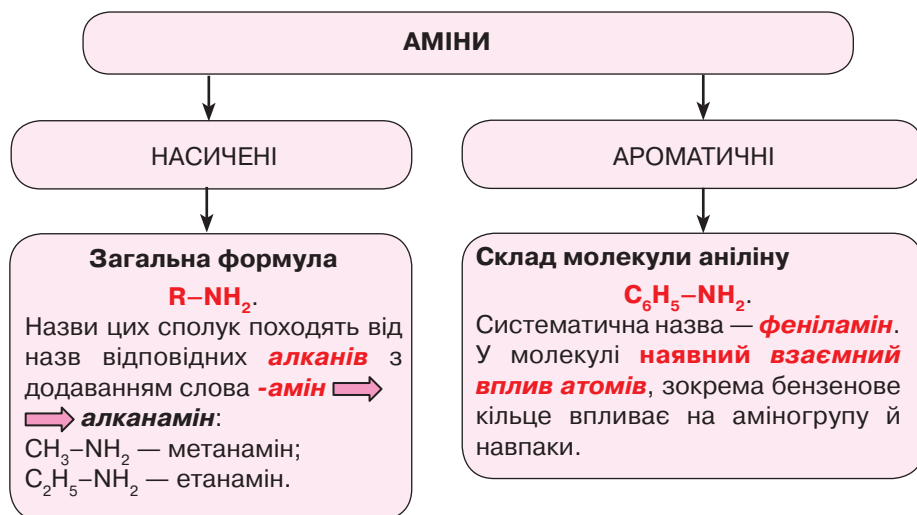 АМІНИ
НАСИЧЕНІ
АРОМАТИЧНІ
Загальна формула
R–NH₂.
Назви цих сполук походять від
назв відповідних алканів з
додаванням слова -амін
алканамін:
CH₃–NH₂ — метанамін;
C₂H₅–NH₂ — етанамін.
Склад молекули аніліну
C₆H₅–NH₂.
Систематична назва — феніламін.
У молекулі наявний взаємний
вплив атомів, зокрема бензенове
кільце впливає на аміногрупу й
навпаки.